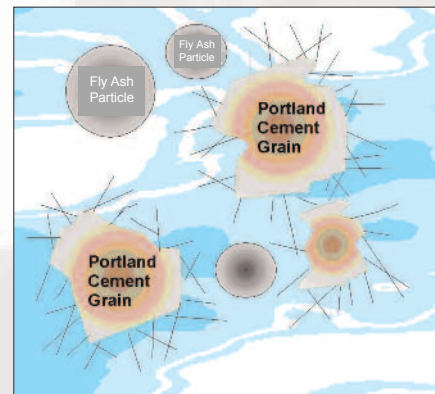 Fly Ash
Particle
Fly Ash
Particle
Portland
Cement
Grain
Portland
Cement
Grain